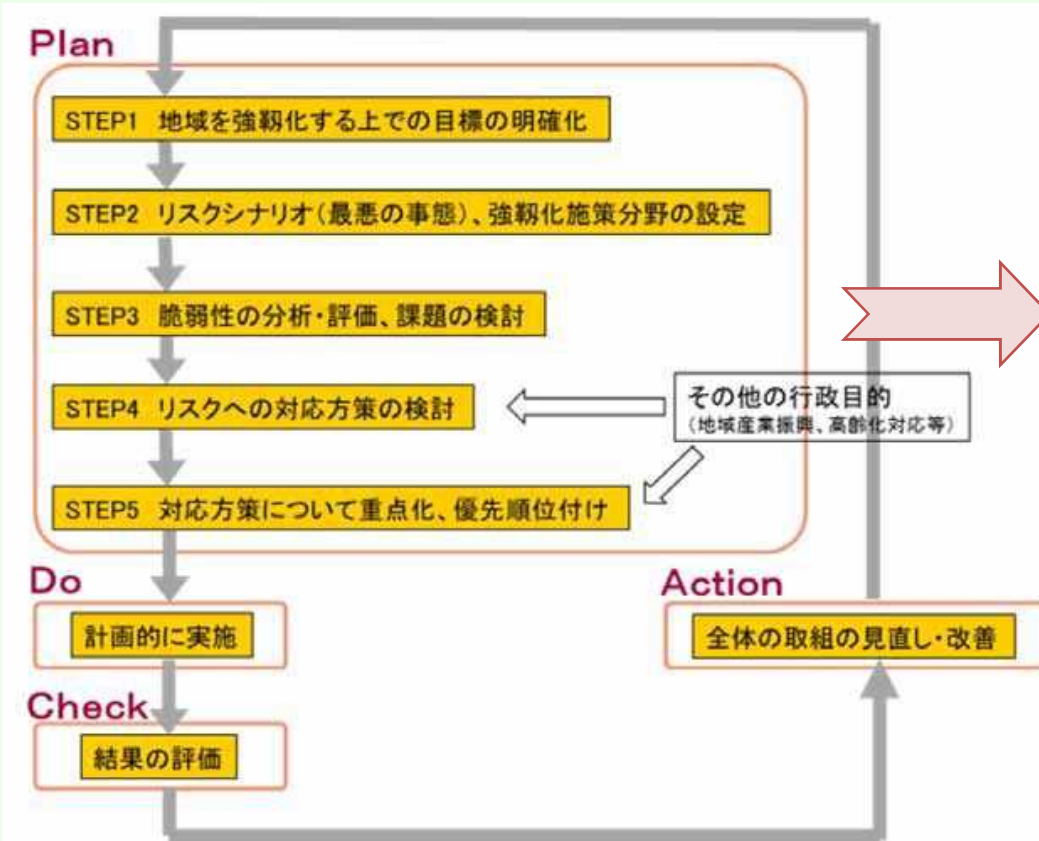 Plan
STEP1 地域を強靱化する上での目標の明確化
STEP2 リスクシナリオ(最悪の事態)、強靱化施策分野の設定
STEP3 脆弱性の分析・評価、課題の検討
STEP4 リスクへの対応方策の検討
その他の行政目的
(地域産業振興、高齢化対応等)
STEP5 対応方策について重点化、優先順位付け
Do
計画的に実施
Action
全体の取組の見直し・改善
Check
結果の評価